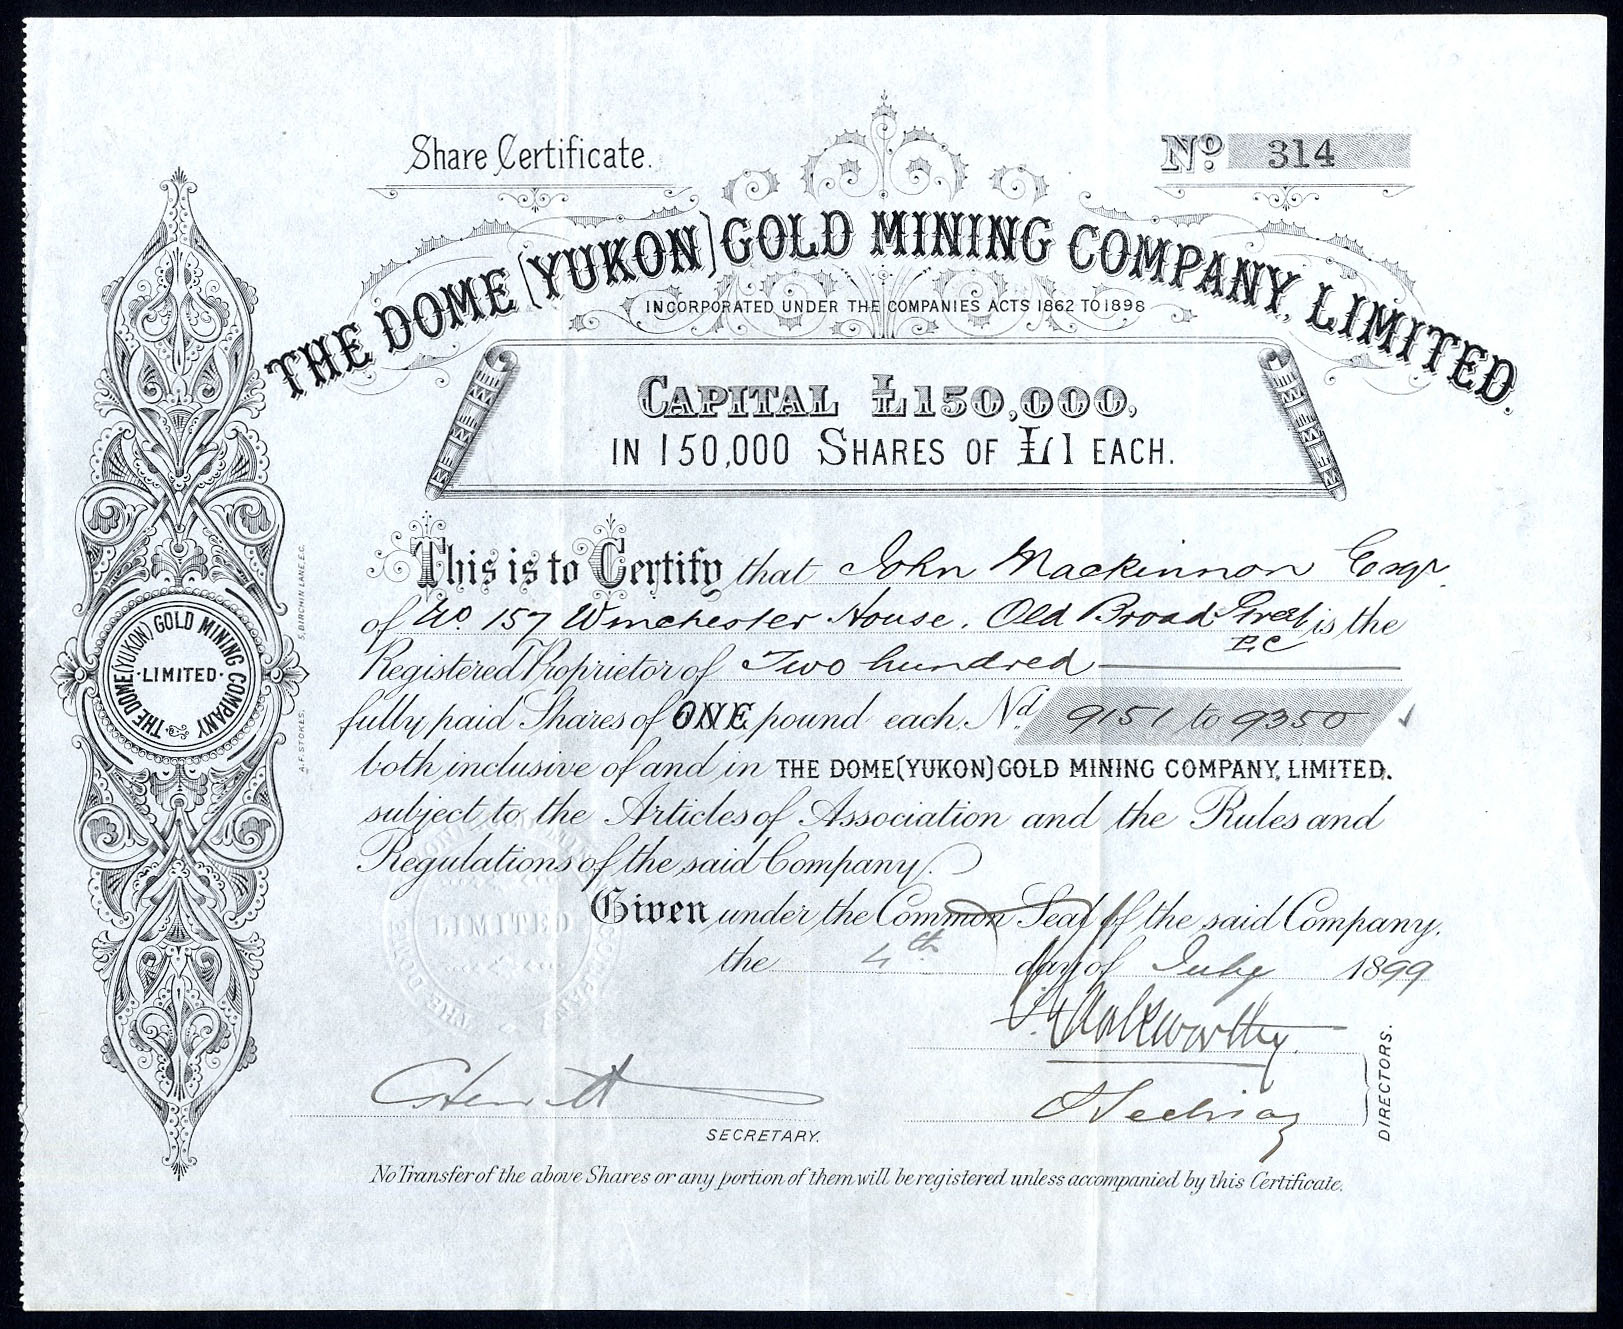 Share Certificate.
No 314
THE DOME (YUKON) GOLD MINING COMPANY, LIMITED.
INCORPORATED UNDER THE COMPANIES ACTS 1862 TO 1898
CAPITAL £150,000,
IN 150,000 SHARES OF £1 EACH.
This is to Certify that John Mackinnon Esqr
of No 157 Winchester House. Old Broad Street is the
E.C
Registered Proprietor of Two hundred
fully paid Shares of ONE pound each, Nd. 9151 to 9350
both inclusive of and in THE DOME (YUKON) GOLD MINING COMPANY, LIMITED.
subject to the Articles of Association and the Rules and
Regulations of the said Company.
Given under the Common Seal of the said Company,
the 4th day of July 1899
DIRECTORS.
SECRETARY.
No Transfer of the above Shares or any portion of them will be registered unless accompanied by this Certificate.
THE DOME (YUKON) GOLD MINING COMPANY
LIMITED
A.F. STOKES, 5, BIRCHIN LANE, E.C.
LIMITED